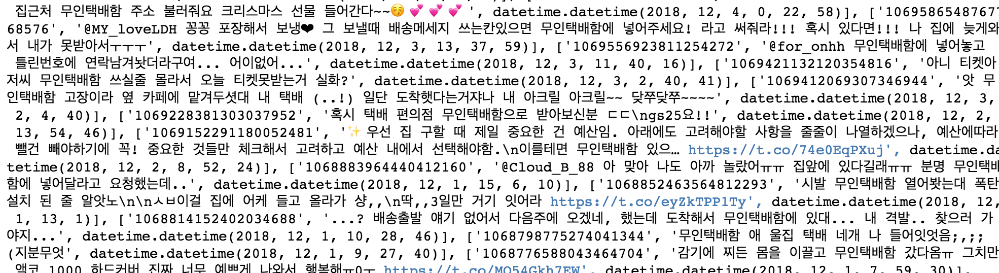 집근처 무인택배함 주소 불러줘요 크리스마스 선물 들어간다~~😚💕💕💕 ', datetime.datetime(2018, 12, 4, 0, 22, 58)], ['10695865487677
68576', '@MY_loveLDH 꽁꽁 포장해서 보냉❤ 그 보낼때 배송메세지 쓰는칸있으면 무인택배함에 넣어주세요! 라고 써줘라!!! 혹시 있다면!!! 나 집에 늦게와
서 내가 못받아서ㅜㅜㅜ', datetime.datetime(2018, 12, 3, 13, 37, 59)], ['1069556923811254272', '@for_onhh 무인택배함에 넣어놓고
틀린번호에 연락남겨놧더라구여... 어이없어...', datetime.datetime(2018, 12, 3, 11, 40, 16)], ['1069421132120354816', '아니 티켓아
저씨 무인택배함 쓰실줄 몰라서 오늘 티켓못받는거 실화?', datetime.datetime(2018, 12, 3, 2, 40, 41)], ['1069412069307346944', '앗 무
인택배함 고장이라 옆 카페에 맡겨두셧대 내 택배 (..!) 일단 도착햇다는거쟈나 내 아크릴 아크릴~~ 닺쭈닺쭈~~~~', datetime.datetime(2018, 12, 3,
2, 4, 40)], ['1069228381303037952', '혹시 택배 편의점 무인택배함으로 받아보신분 ㄷㄷ\ngs25요!!', datetime.datetime(2018, 12, 2,
13, 54, 46)], ['1069152291180052481', '✨ 우선 집 구할 때 제일 중요한 건 예산임. 아래에도 고려해야할 사항을 줄줄이 나열하겠으나, 예산에따라
뺄건 빼야하기에 꼭! 중요한 것들만 체크해서 고려하고 예산 내에서 선택해야함.\n이를테면 무인택배함 있으… https://t.co/74e0EqPXuj', datetime.da
tetime(2018, 12, 2, 8, 52, 24)], ['1068883964440412160', '@Cloud_B_88 아 맞아 나도 아까 놀랐어ㅠㅠ 집앞에 있다길래ㅠㅠ 분명 무인택배
함에 넣어달라고 요청했는데..', datetime.datetime(2018, 12, 1, 15, 6, 10)], ['1068852463564812293', '시발 무인택배함 열어봣는대 폭탄
설치 된 줄 알앗노\n\nㅅㅂ이걸 집에 어케 들고 올라가 샹,,\n딱,,3일만 거기 잇어라 https://t.co/eyZkTPP1Ty', datetime.datetime(2018, 12,
1, 13, 1)], ['1068814152402034688', '...? 배송출발 얘기 없어서 다음주에 오겠네, 했는데 도착해서 무인택배함에 있대... 내 격발.. 찾으러 가
야지...', datetime.datetime(2018, 12, 1, 10, 28, 46)], ['1068798775274041344', '무인택배함 애 울집 택배 네개 나 들어잇엇음;,;;
(지분무엇', datetime.datetime(2018, 12, 1, 9, 27, 40)], ['1068776588043464704', '감기에 찌든 몸을 이끌고 무인택배함 갔다옴ㅠ 그치만
앨코 1000 하드커버 진짜 너무 예쁘게 나와서 행복해ㅠ0ㅜ https://t.co/MO54Gkh7EW', datetime.datetime(2018, 12, 1, 7, 59, 30)],